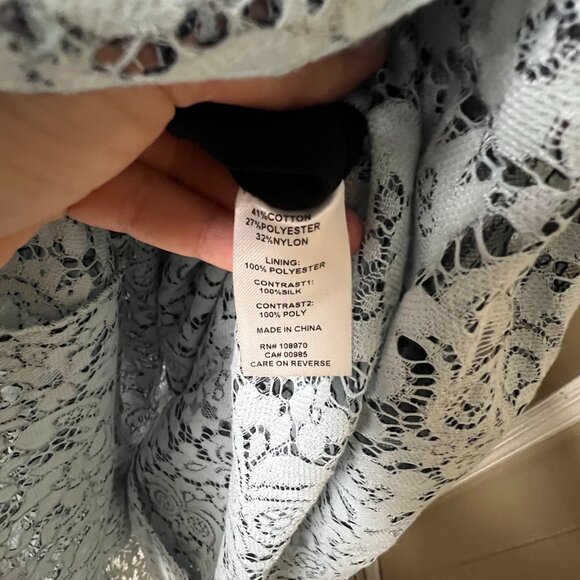 41%COTTON
27%POLYESTER
32%NYLON
LINING:
100% POLYESTER
CONTRAST1:
100%SILK
CONTRAST2:
100% POLY
MADE IN CHINA
RN# 108970
CA# 00985
CARE ON REVERSE